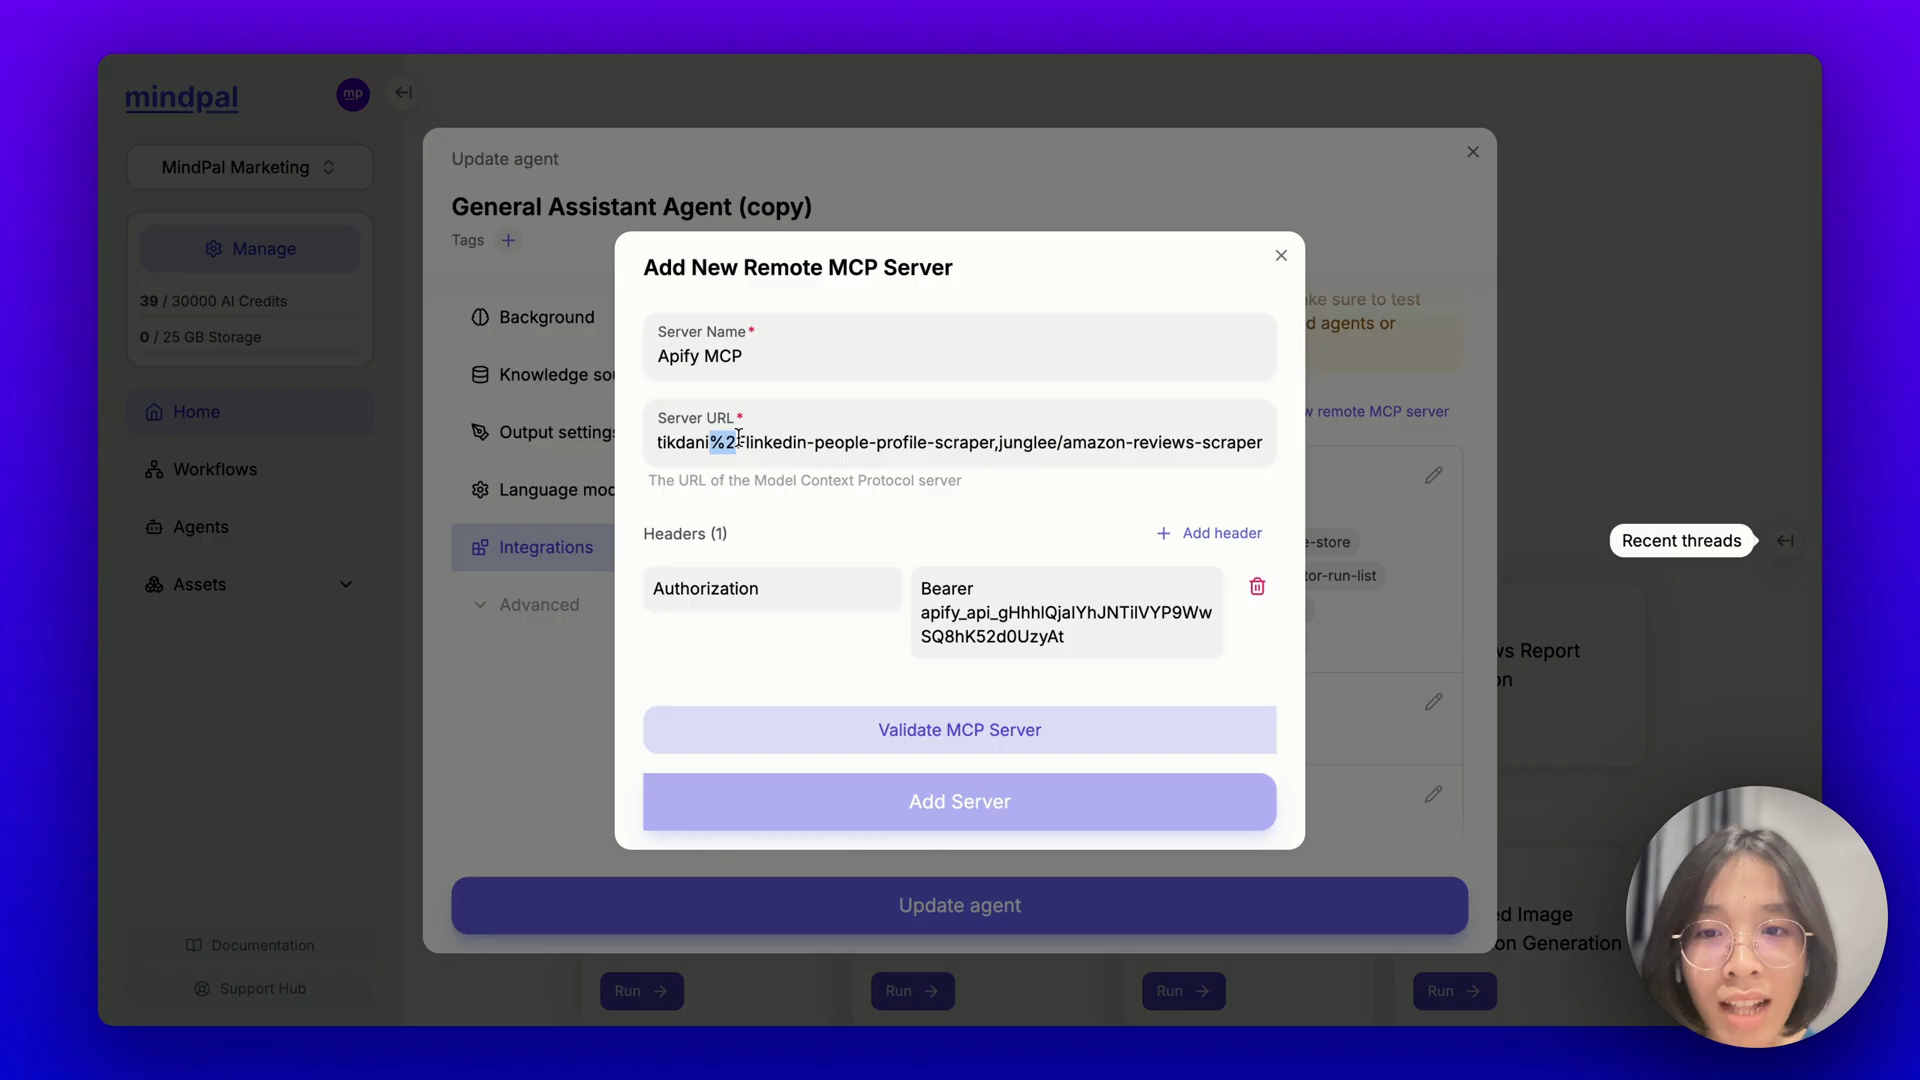 mindpal
mp
MindPal Marketing
Manage
39 / 30000 AI Credits
0 / 25 GB Storage
Home
Workflows
Agents
Assets
Documentation
Support Hub
Update agent
General Assistant Agent (copy)
Tags
Background
Knowledge sou
Output settings
Language mod
Integrations
Advanced
ke sure to test
d agents or
w remote MCP server
e-store
tor-run-list
Add New Remote MCP Server
Server Name*
Apify MCP
Server URL*
tikdani%2Flinkedin-people-profile-scraper,junglee/amazon-reviews-scraper
The URL of the Model Context Protocol server
Headers (1)
Add header
Authorization
Bearer
apify_api_gHhhlQjalYhJNTilVYP9Ww
SQ8hK52d0UzyAt
Validate MCP Server
Add Server
Update agent
Recent threads
ws Report
on
ed Image
on Generation
Run
Run
Run
Run